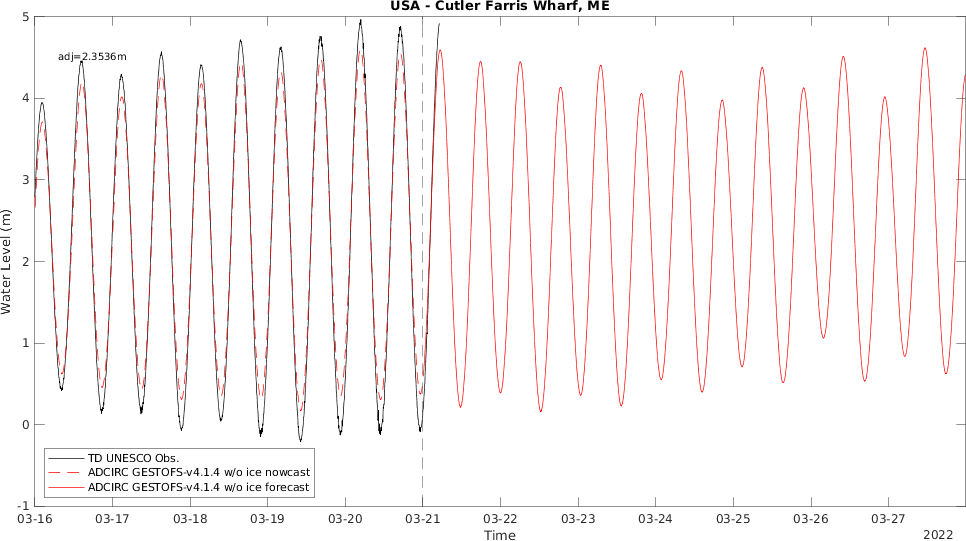 USA - Cutler Farris Wharf, ME
adj=2.3536m
5
4
3
2
1
0
-1
Water Level (m)
TD UNESCO Obs.
ADCIRC GESTOFS-v4.1.4 w/o ice nowcast
ADCIRC GESTOFS-v4.1.4 w/o ice forecast
03-16 03-17 03-18 03-19 03-20 03-21 03-22 03-23 03-24 03-25 03-26 03-27
Time
2022